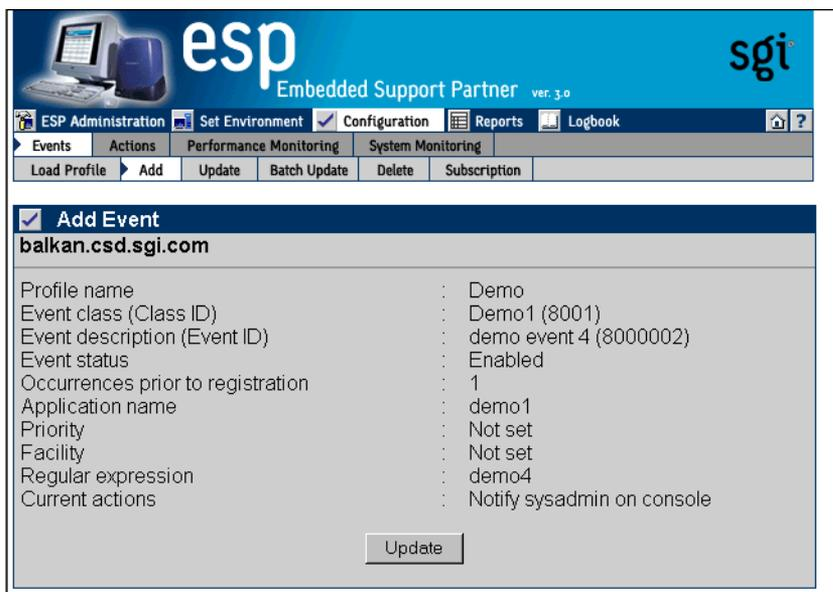 esp
Embedded Support Partner ver. 3.0
sgi
ESP Administration Set Environment Configuration Reports Logbook ?
Events Actions Performance Monitoring System Monitoring
Load Profile Add Update Batch Update Delete Subscription
Add Event
balkan.csd.sgi.com
Profile name : Demo
Event class (Class ID) : Demo1 (8001)
Event description (Event ID) : demo event 4 (8000002)
Event status : Enabled
Occurrences prior to registration : 1
Application name : demo1
Priority : Not set
Facility : Not set
Regular expression : demo4
Current actions : Notify sysadmin on console
Update